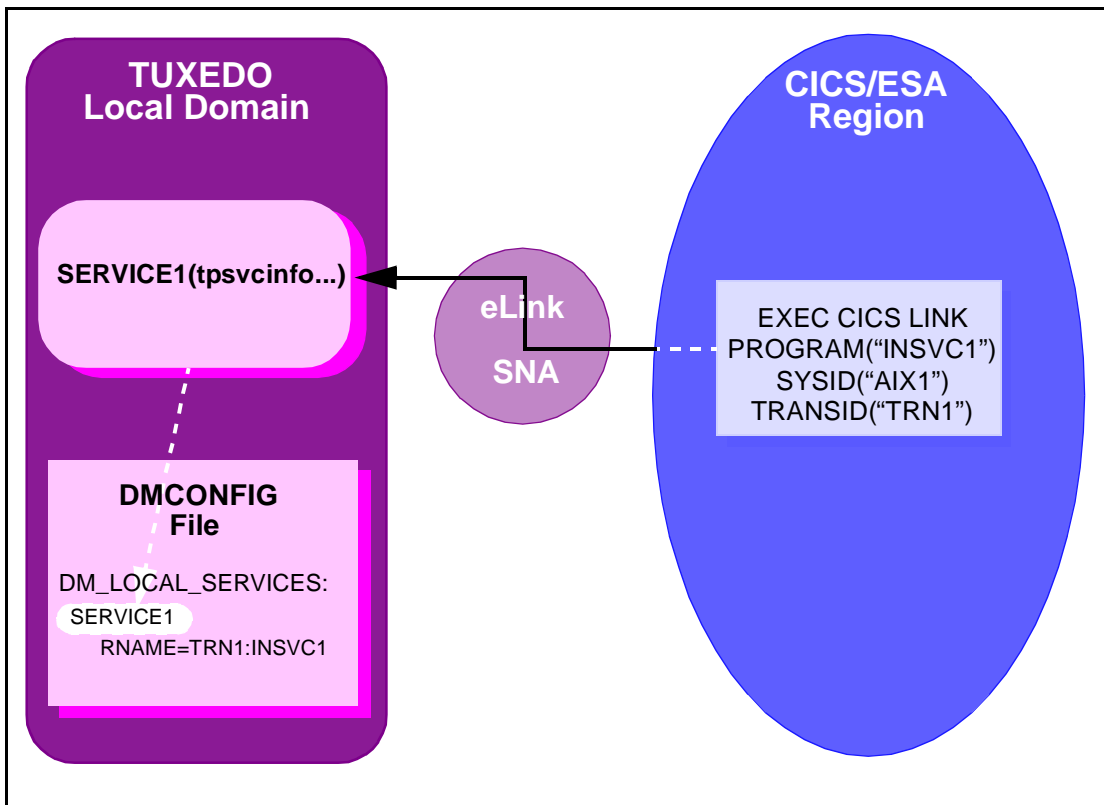 TUXEDO
Local Domain
SERVICE1(tpsvcinfo...)
DMCONFIG
File
DM_LOCAL_SERVICES:
SERVICE1
RNAME=TRN1:INSVC1
eLink
SNA
CICS/ESA
Region
EXEC CICS LINK
PROGRAM(“INSVC1”)
SYSID(“AIX1”)
TRANSID(“TRN1”)